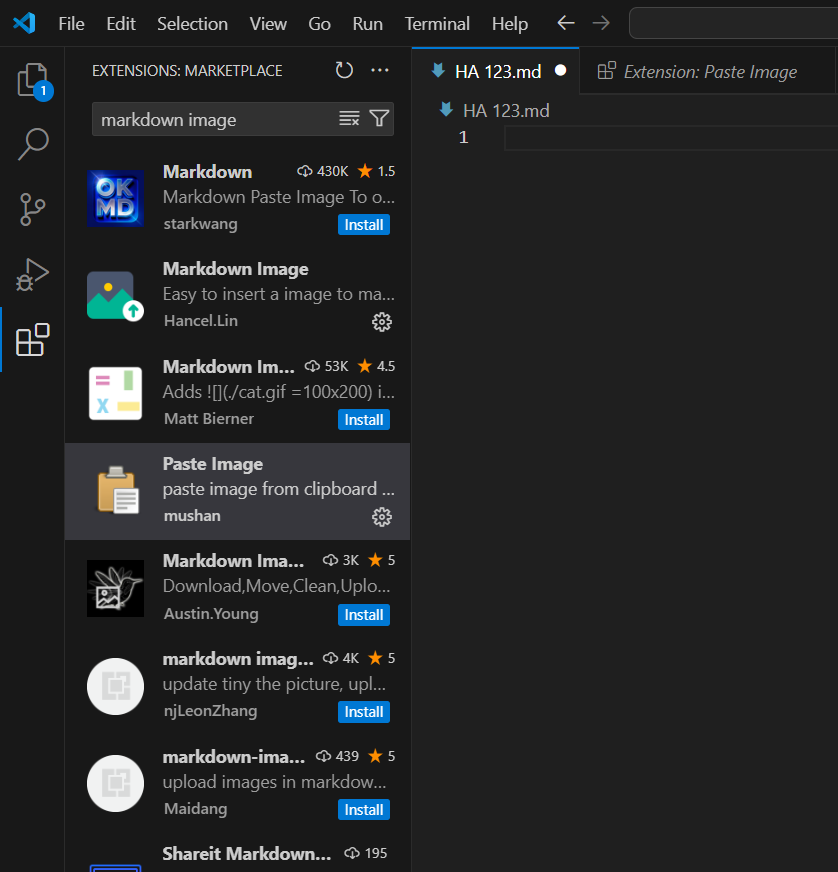 File Edit Selection View Go Run Terminal Help
EXTENSIONS: MARKETPLACE
HA 123.md
Extension: Paste Image
1
markdown image
HA 123.md
1
OK
MD
Markdown 430K 1.5
Markdown Paste Image To o...
starkwang
Install
Markdown Image
Easy to insert a image to ma...
Hancel.Lin
Markdown Im... 53K 4.5
Adds ![](./cat.gif =100x200) i...
Matt Bierner
Install
Paste Image
paste image from clipboard ...
mushan
Markdown Ima... 3K 5
Download,Move,Clean,Uplo...
Austin.Young
Install
markdown imag... 4K 5
update tiny the picture, upl...
njLeonZhang
Install
markdown-ima... 439 5
upload images in markdow...
Maidang
Install
Shareit Markdown... 195